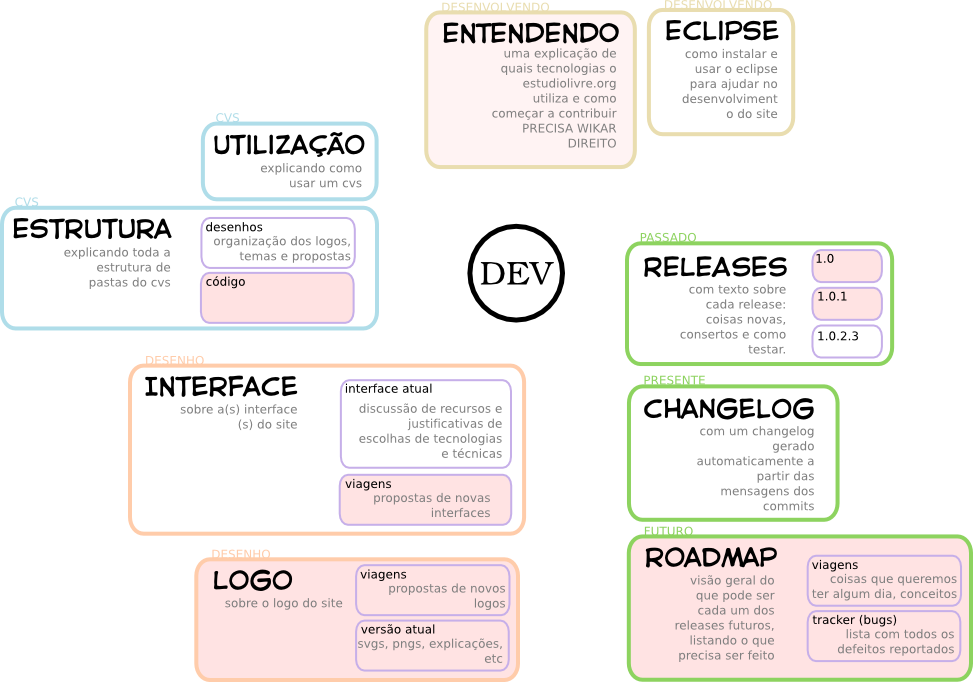 DESENVOLVENDO
ENTENDENDO
uma explicação de
quais tecnologias o
estudiolivre.org
utiliza e como
começar a contribuir
PRECISA WIKAR
DIREITO
DESENVOLVENDO
ECLIPSE
como instalar e
usar o eclipse
para ajudar no
desenvolviment
o do site
CVS
UTILIZAÇÃO
explicando como
usar um cvs
CVS
ESTRUTURA
explicando toda a
estrutura de
pastas do cvs
desenhos
organização dos logos,
temas e propostas
código
DEV
PASSADO
RELEASES
com texto sobre
cada release:
coisas novas,
consertos e como
testar.
1.0
1.0.1
1.0.2.3
DESENHO
INTERFACE
sobre a(s) interface
(s) do site
interface atual
discussão de recursos e
justificativas de
escolhas de tecnologias
e técnicas
viagens
propostas de novas
interfaces
PRESENTE
CHANGELOG
com um changelog
gerado
automaticamente a
partir das
mensagens dos
commits
DESENHO
LOGO
sobre o logo do site
viagens
propostas de novos
logos
versão atual
svgs, pngs, explicações,
etc
FUTURO
ROADMAP
visão geral do
que pode ser
cada um dos
releases futuros,
listando o que
precisa ser feito
viagens
coisas que queremos
ter algum dia, conceitos
tracker (bugs)
lista com todos os
defeitos reportados